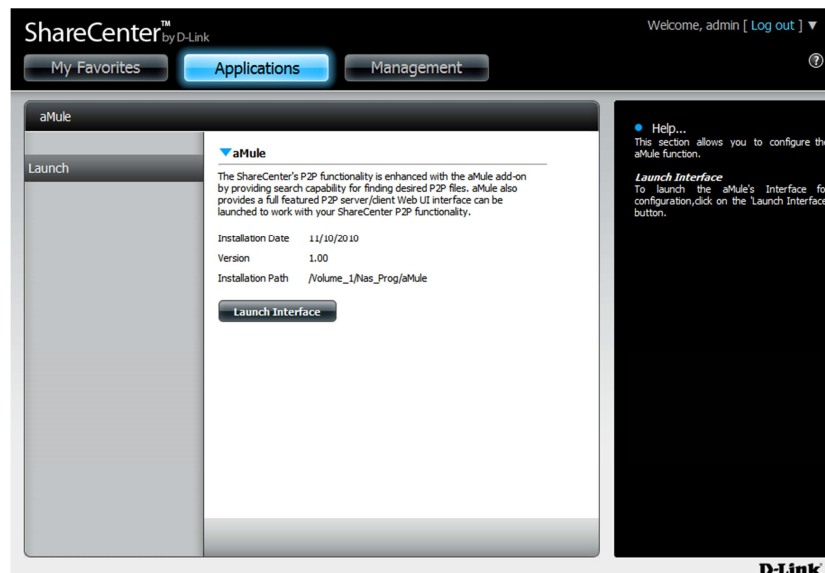 ShareCenter™ by D-Link
Welcome, admin [ Log out ] ▼
My Favorites
Applications
Management
?
aMule
Launch
aMule
The ShareCenter's P2P functionality is enhanced with the aMule add-on
by providing search capability for finding desired P2P files. aMule also
provides a full featured P2P server/client Web UI interface can be
launched to work with your ShareCenter P2P functionality.
Installation Date 11/10/2010
Version 1.00
Installation Path /Volume_1/Nas_Prog/aMule
Launch Interface
Help...
This section allows you to configure the
aMule function.
Launch Interface
To launch the aMule's Interface fo
configuration,click on the 'Launch Interface
button.
D-Link